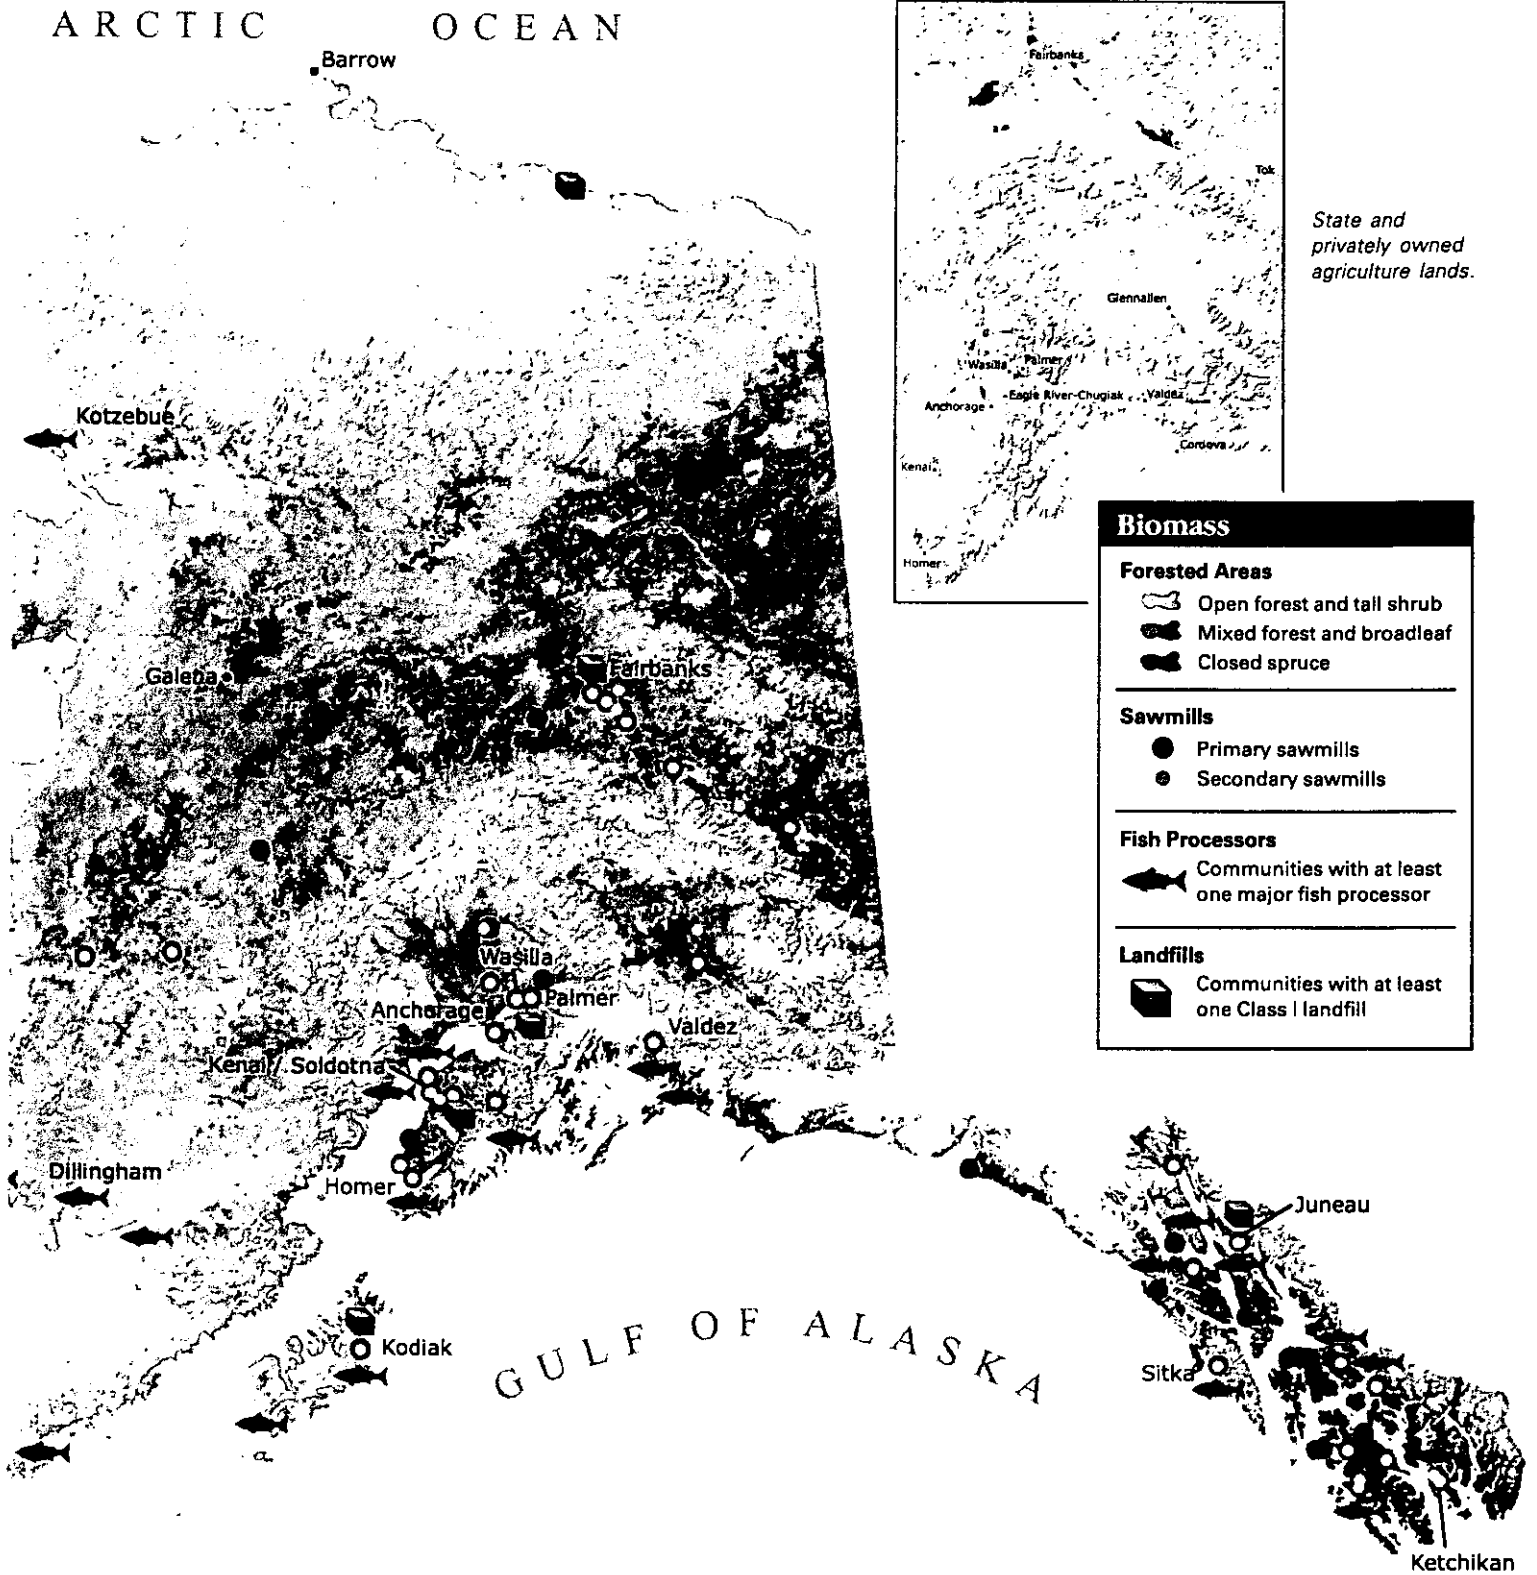 ARCTIC OCEAN
Barrow
Fairbanks
Tok
State and
privately owned
agriculture lands.
Glennallen
Wasilla
Palmer
Eagle River-Chugiak
Valdez
Anchorage
Cordova
Kenai
Homer
Kotzebue
Biomass
Forested Areas
Open forest and tall shrub
Mixed forest and broadleaf
Closed spruce
Sawmills
Primary sawmills
Secondary sawmills
Fish Processors
Communities with at least
one major fish processor
Landfills
Communities with at least
one Class I landfill
Galena
Fairbanks
Wasilla
Palmer
Anchorage
Valdez
Kenai / Soldotna
Dillingham
Homer
Juneau
Kodiak
GULF OF ALASKA
Sitka
Ketchikan